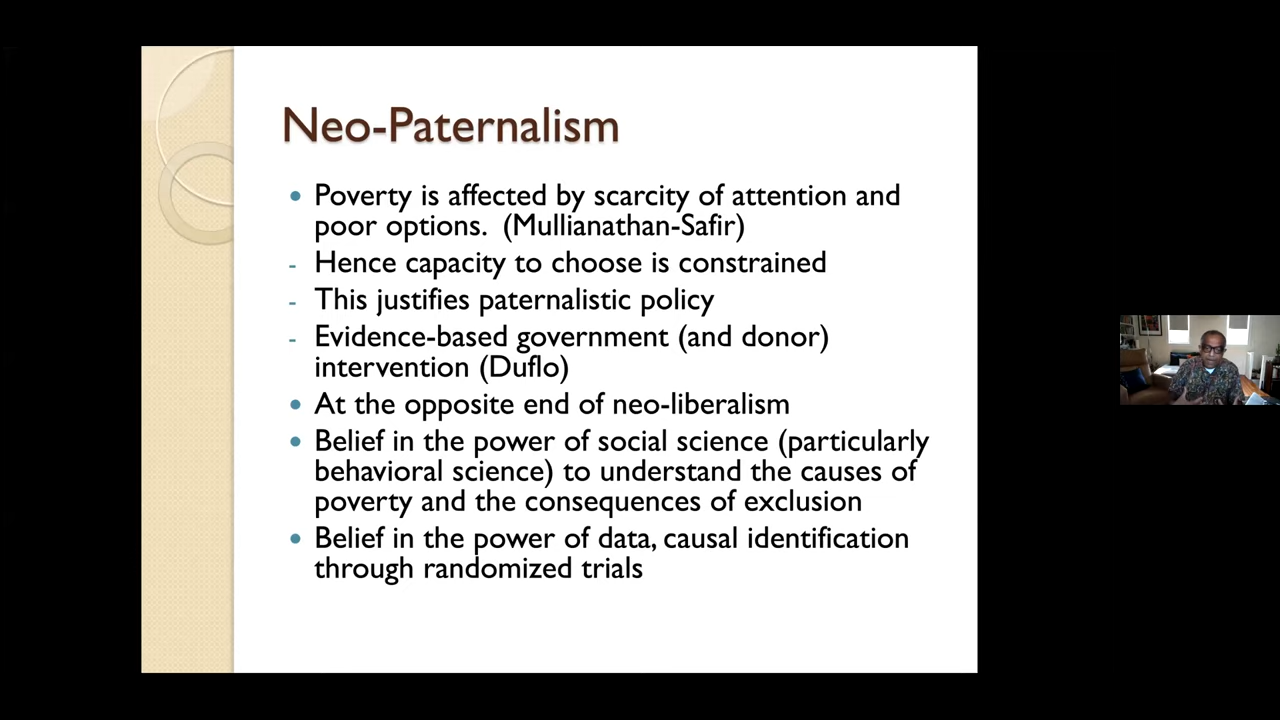 Neo-Paternalism
• Poverty is affected by scarcity of attention and
poor options.  (Mullianathan-Safir)
- Hence capacity to choose is constrained
- This justifies paternalistic policy
- Evidence-based government (and donor)
intervention (Duflo)
• At the opposite end of neo-liberalism
• Belief in the power of social science (particularly
behavioral science) to understand the causes of
poverty and the consequences of exclusion
• Belief in the power of data, causal identification
through randomized trials